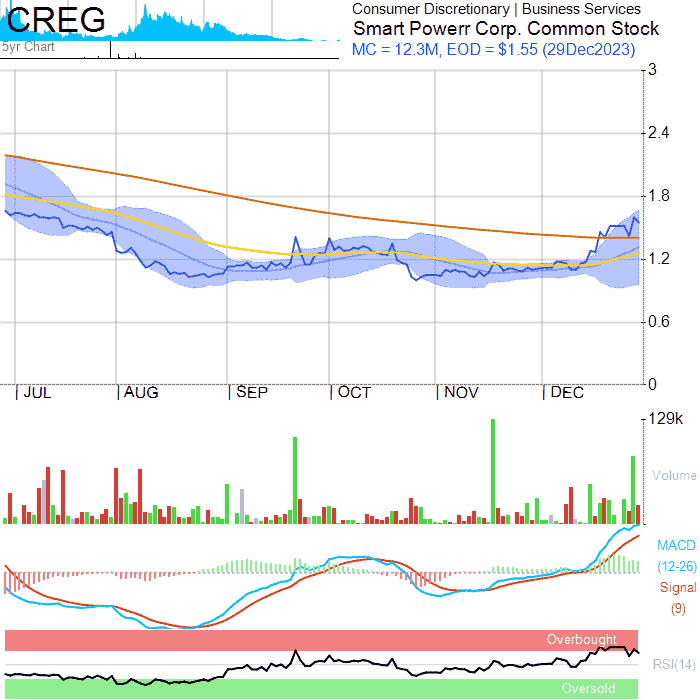 CREG
5yr Chart
Consumer Discretionary | Business Services
Smart Powerr Corp. Common Stock
MC = 12.3M, EOD = $1.55 (29Dec2023)
3
2.4
1.8
1.2
0.6
0
JUL AUG SEP OCT NOV DEC
129k
Volume
MACD
(12-26)
Signal
(9)
Overbought
RSI(14)
Oversold